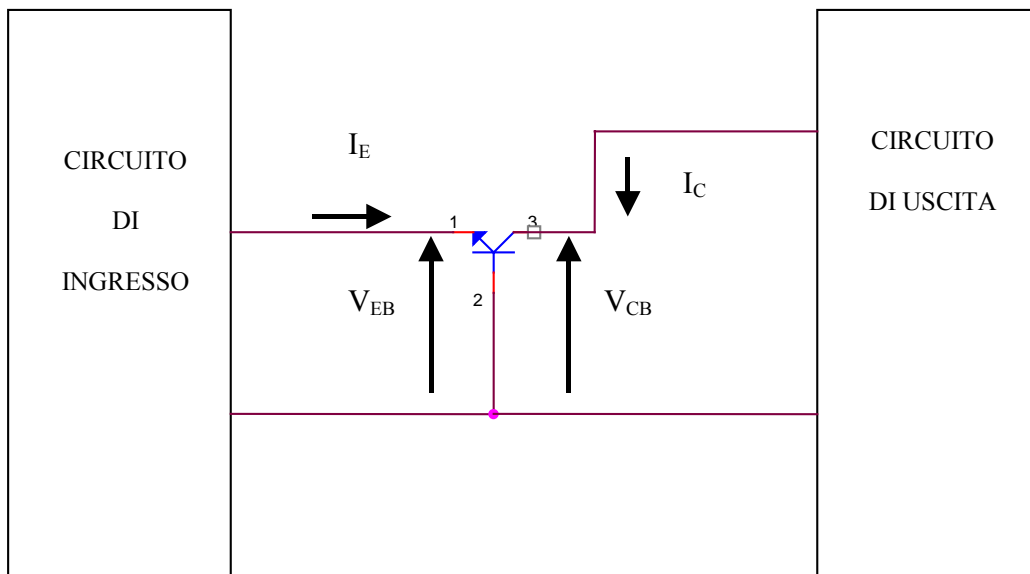 CIRCUITO
DI
INGRESSO
I_E
1
3
2
V_EB
V_CB
I_C
CIRCUITO
DI USCITA